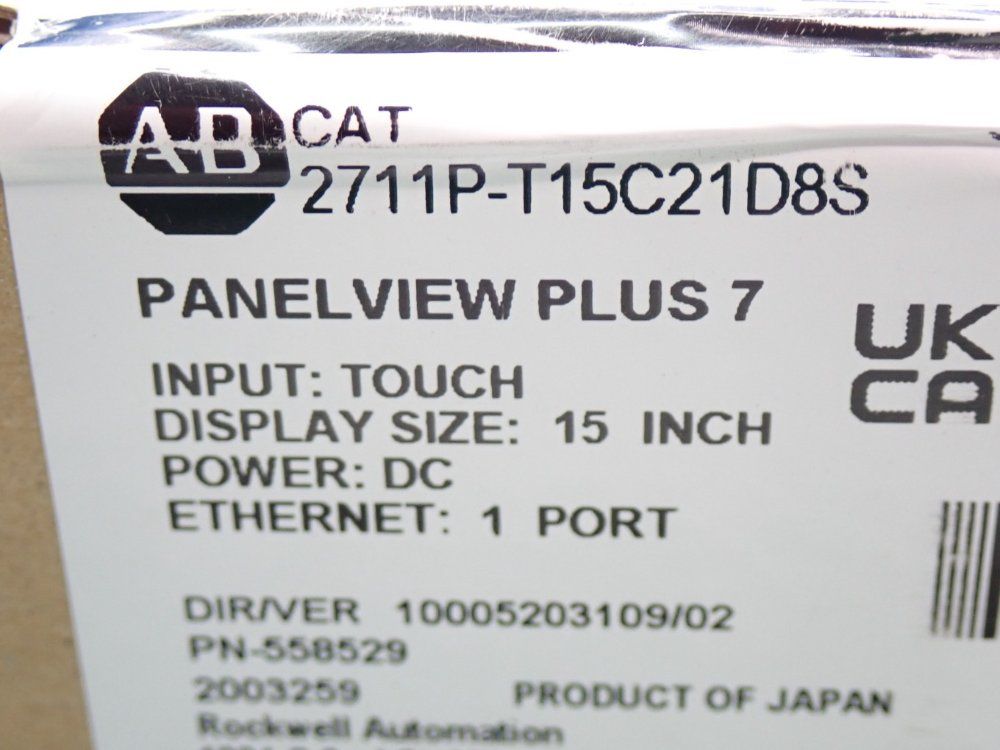 AB
CAT
2711P-T15C21D8S
PANELVIEW PLUS 7
UK
CA
INPUT: TOUCH
DISPLAY SIZE: 15 INCH
POWER: DC
ETHERNET: 1 PORT
DIR/VER 10005203109/02
PN-558529
2003259 PRODUCT OF JAPAN
Rockwell Automation